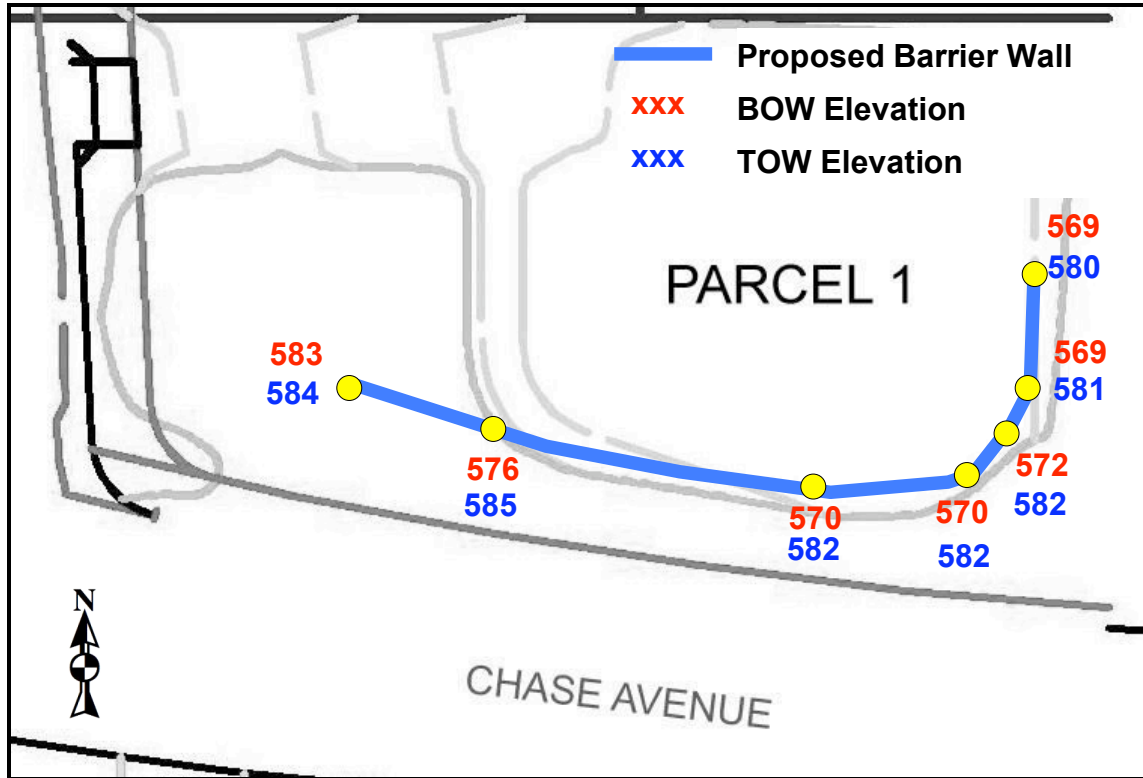 Proposed Barrier Wall
xxx BOW Elevation
xxx TOW Elevation
569
580
PARCEL 1
583
584
569
581
576
585
572
582
570
582
570
582
N
CHASE AVENUE